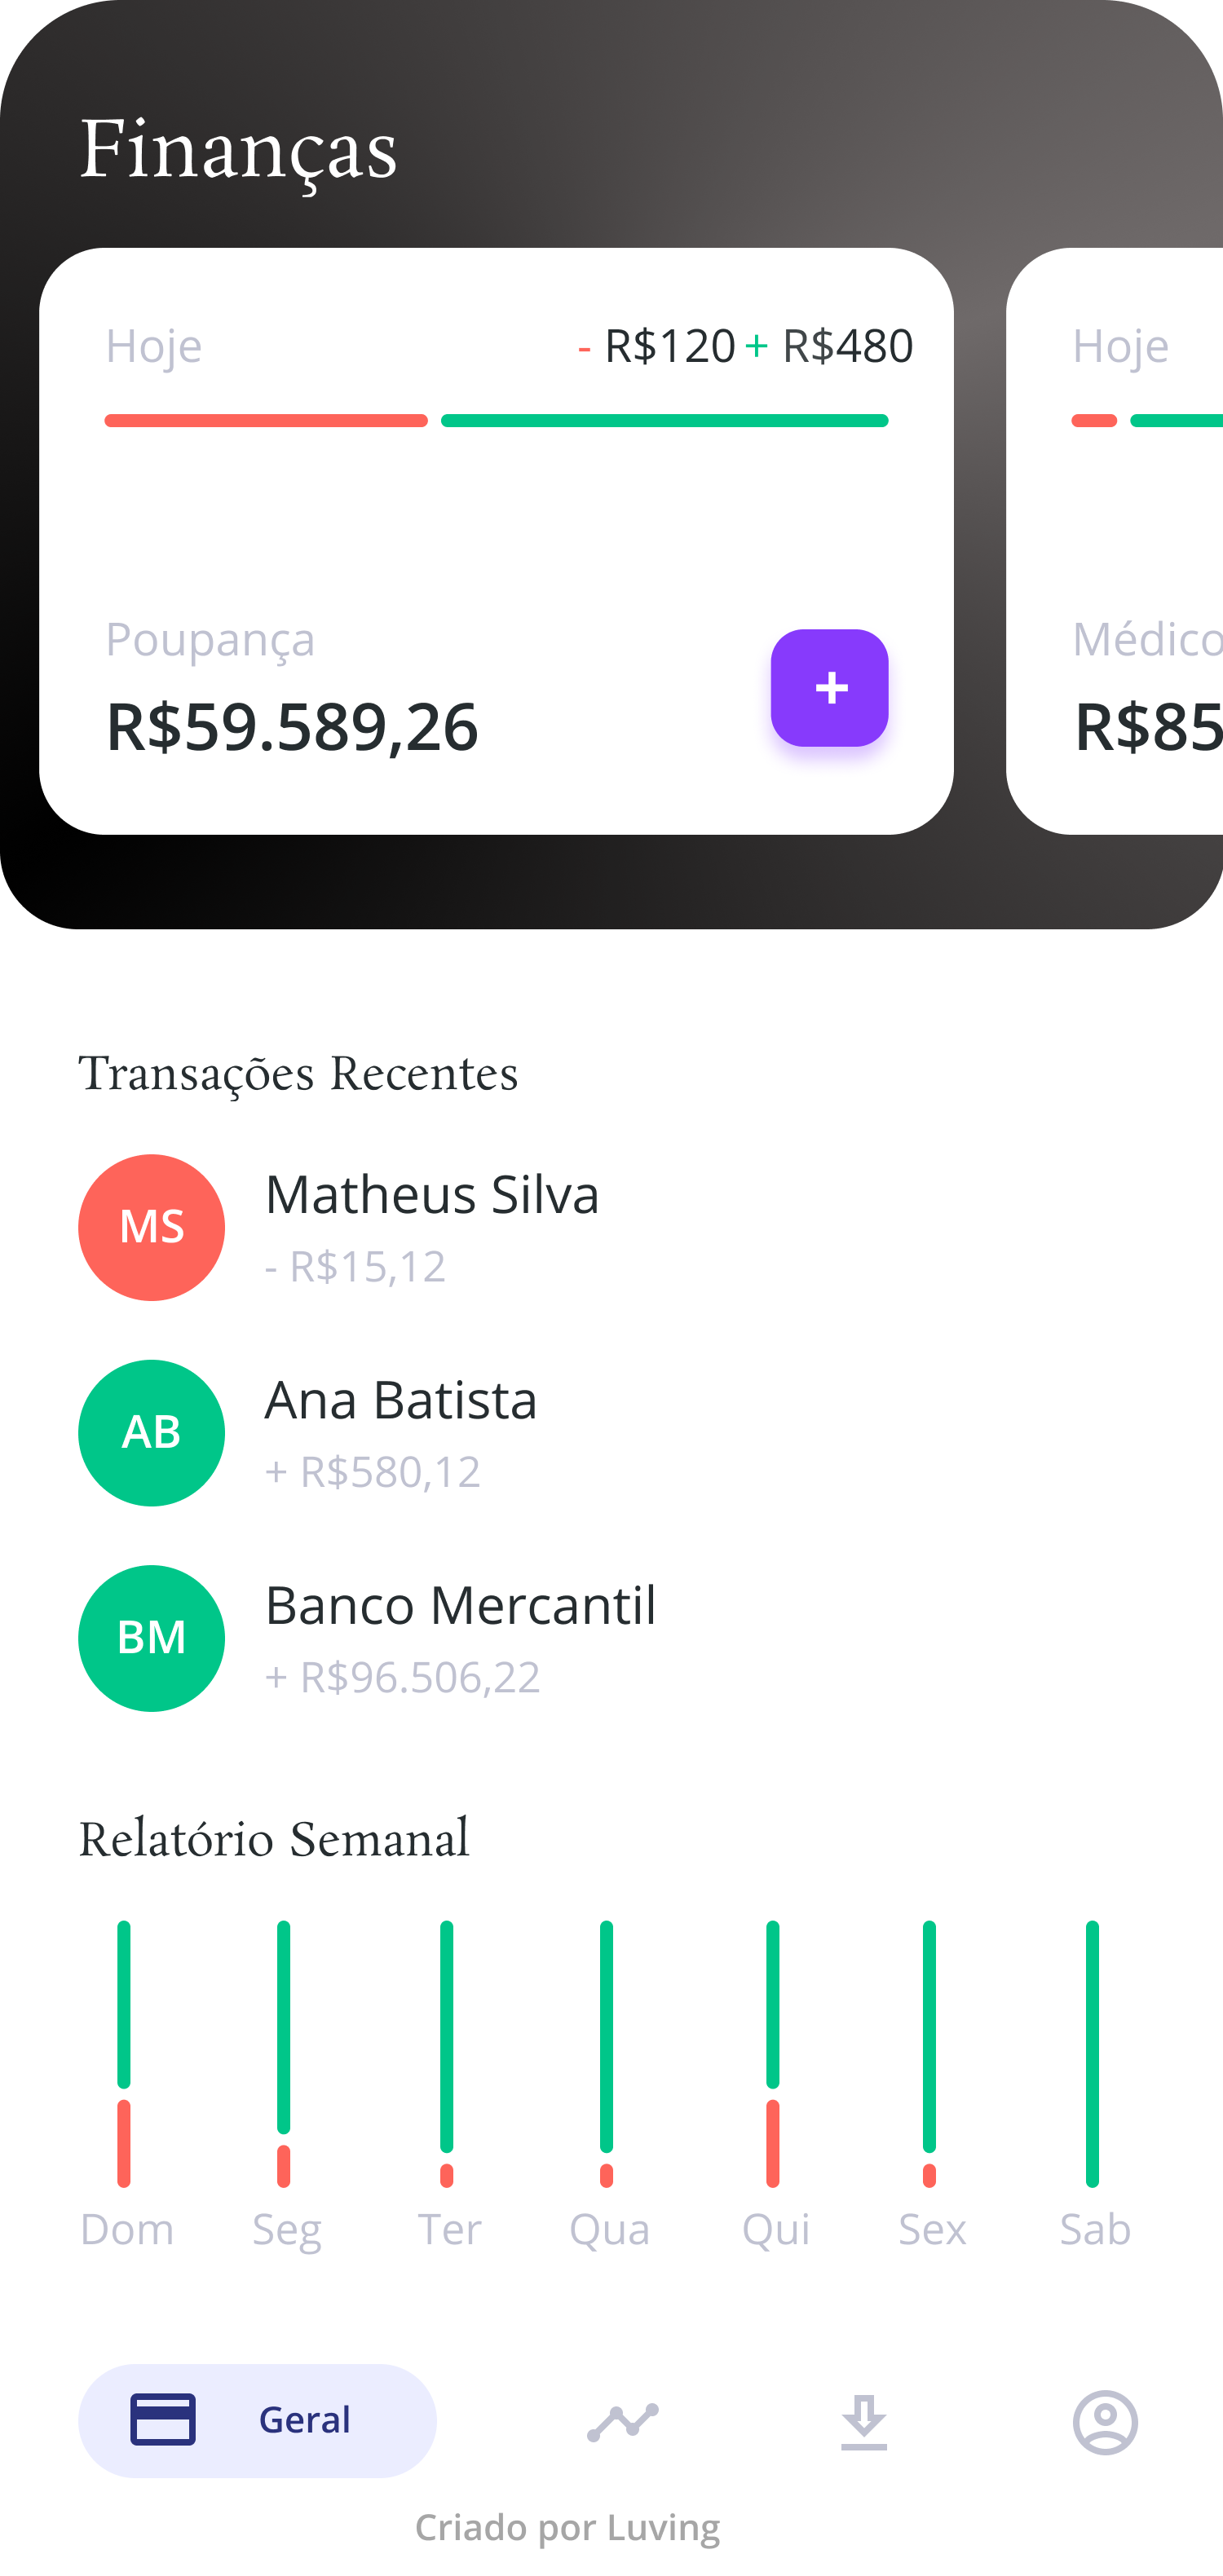 Finanças
Hoje - R$120 + R$480
Hoje
Poupança
R$59.589,26
+
Médico
R$85
Transações Recentes
MS
Matheus Silva
- R$15,12
AB
Ana Batista
+ R$580,12
BM
Banco Mercantil
+ R$96.506,22
Relatório Semanal
Dom Seg Ter Qua Qui Sex Sab
Geral
Criado por Luving